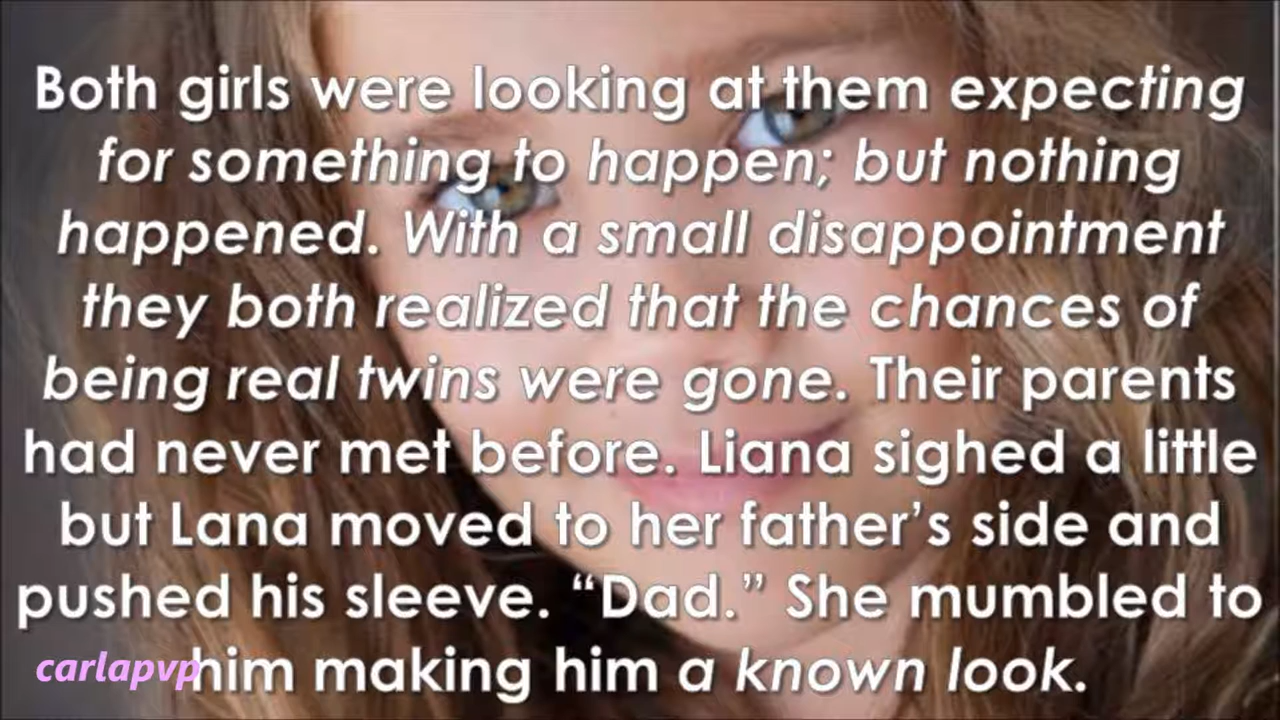 Both girls were looking at them expecting
for something to happen; but nothing
happened. With a small disappointment
they both realized that the chances of
being real twins were gone. Their parents
had never met before. Liana sighed a little
but Lana moved to her father’s side and
pushed his sleeve. “Dad.” She mumbled to
him making him a known look.
carlapvp